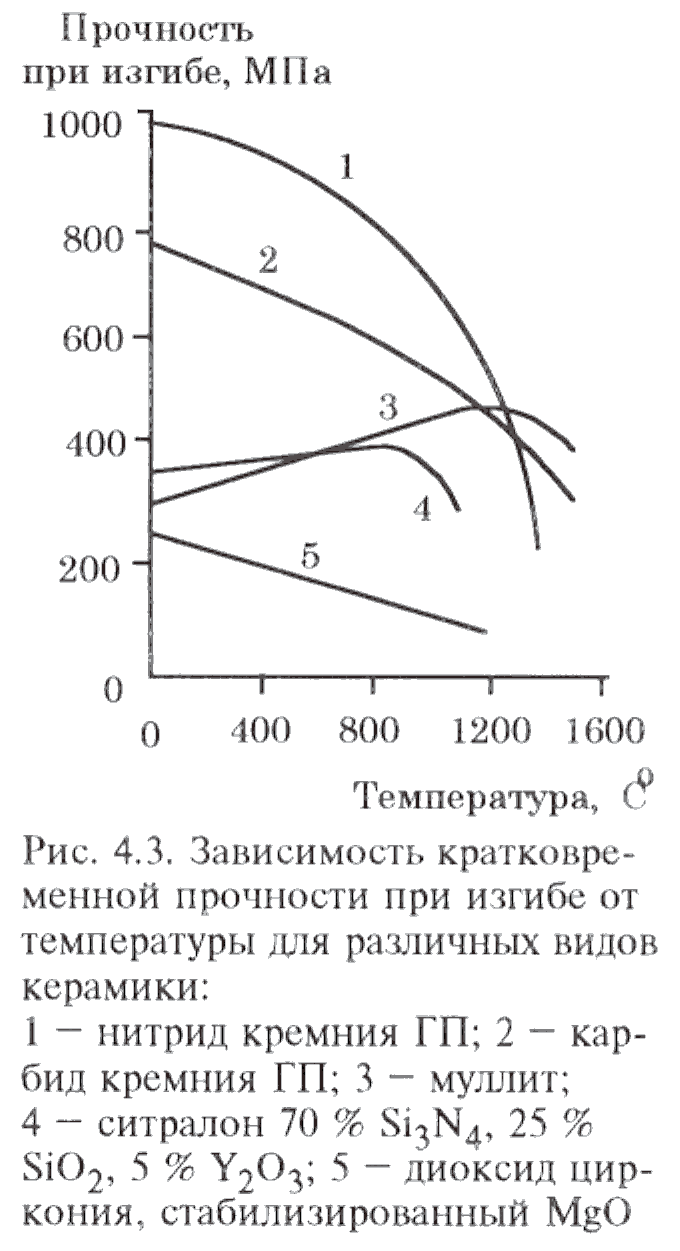 Прочность
при изгибе, МПа
1000
1
800
2
600
3
400
4
5
200
0
0 400 800 1200 1600
Температура, С⁰
Рис. 4.3. Зависимость кратковре-
менной прочности при изгибе от
температуры для различных видов
керамики:
1 — нитрид кремния ГП; 2 — кар-
бид кремния ГП; 3 — муллит;
4 — ситралон 70 % Si₃N₄, 25 %
SiO₂, 5 % Y₂O₃; 5 — диоксид цир-
кония, стабилизированный MgO